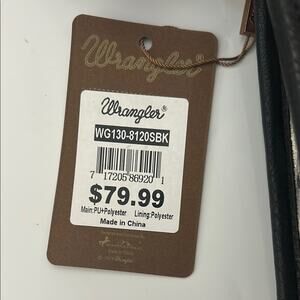 Wrangler®
Wrangler®
WG130-8120SBK
7 17205 86920 1
$79.99
Main:PU+Polyester Lining:Polyester
Made in China